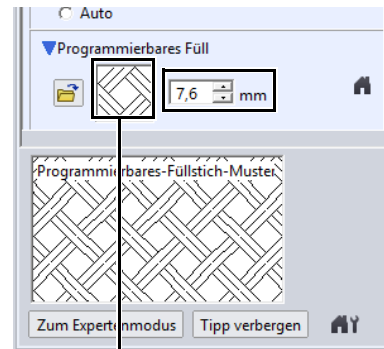 Auto
Programmierbares Füll
7,6 mm
Programmierbares-Füllstich-Muster
Zum Expertenmodus Tipp verbergen